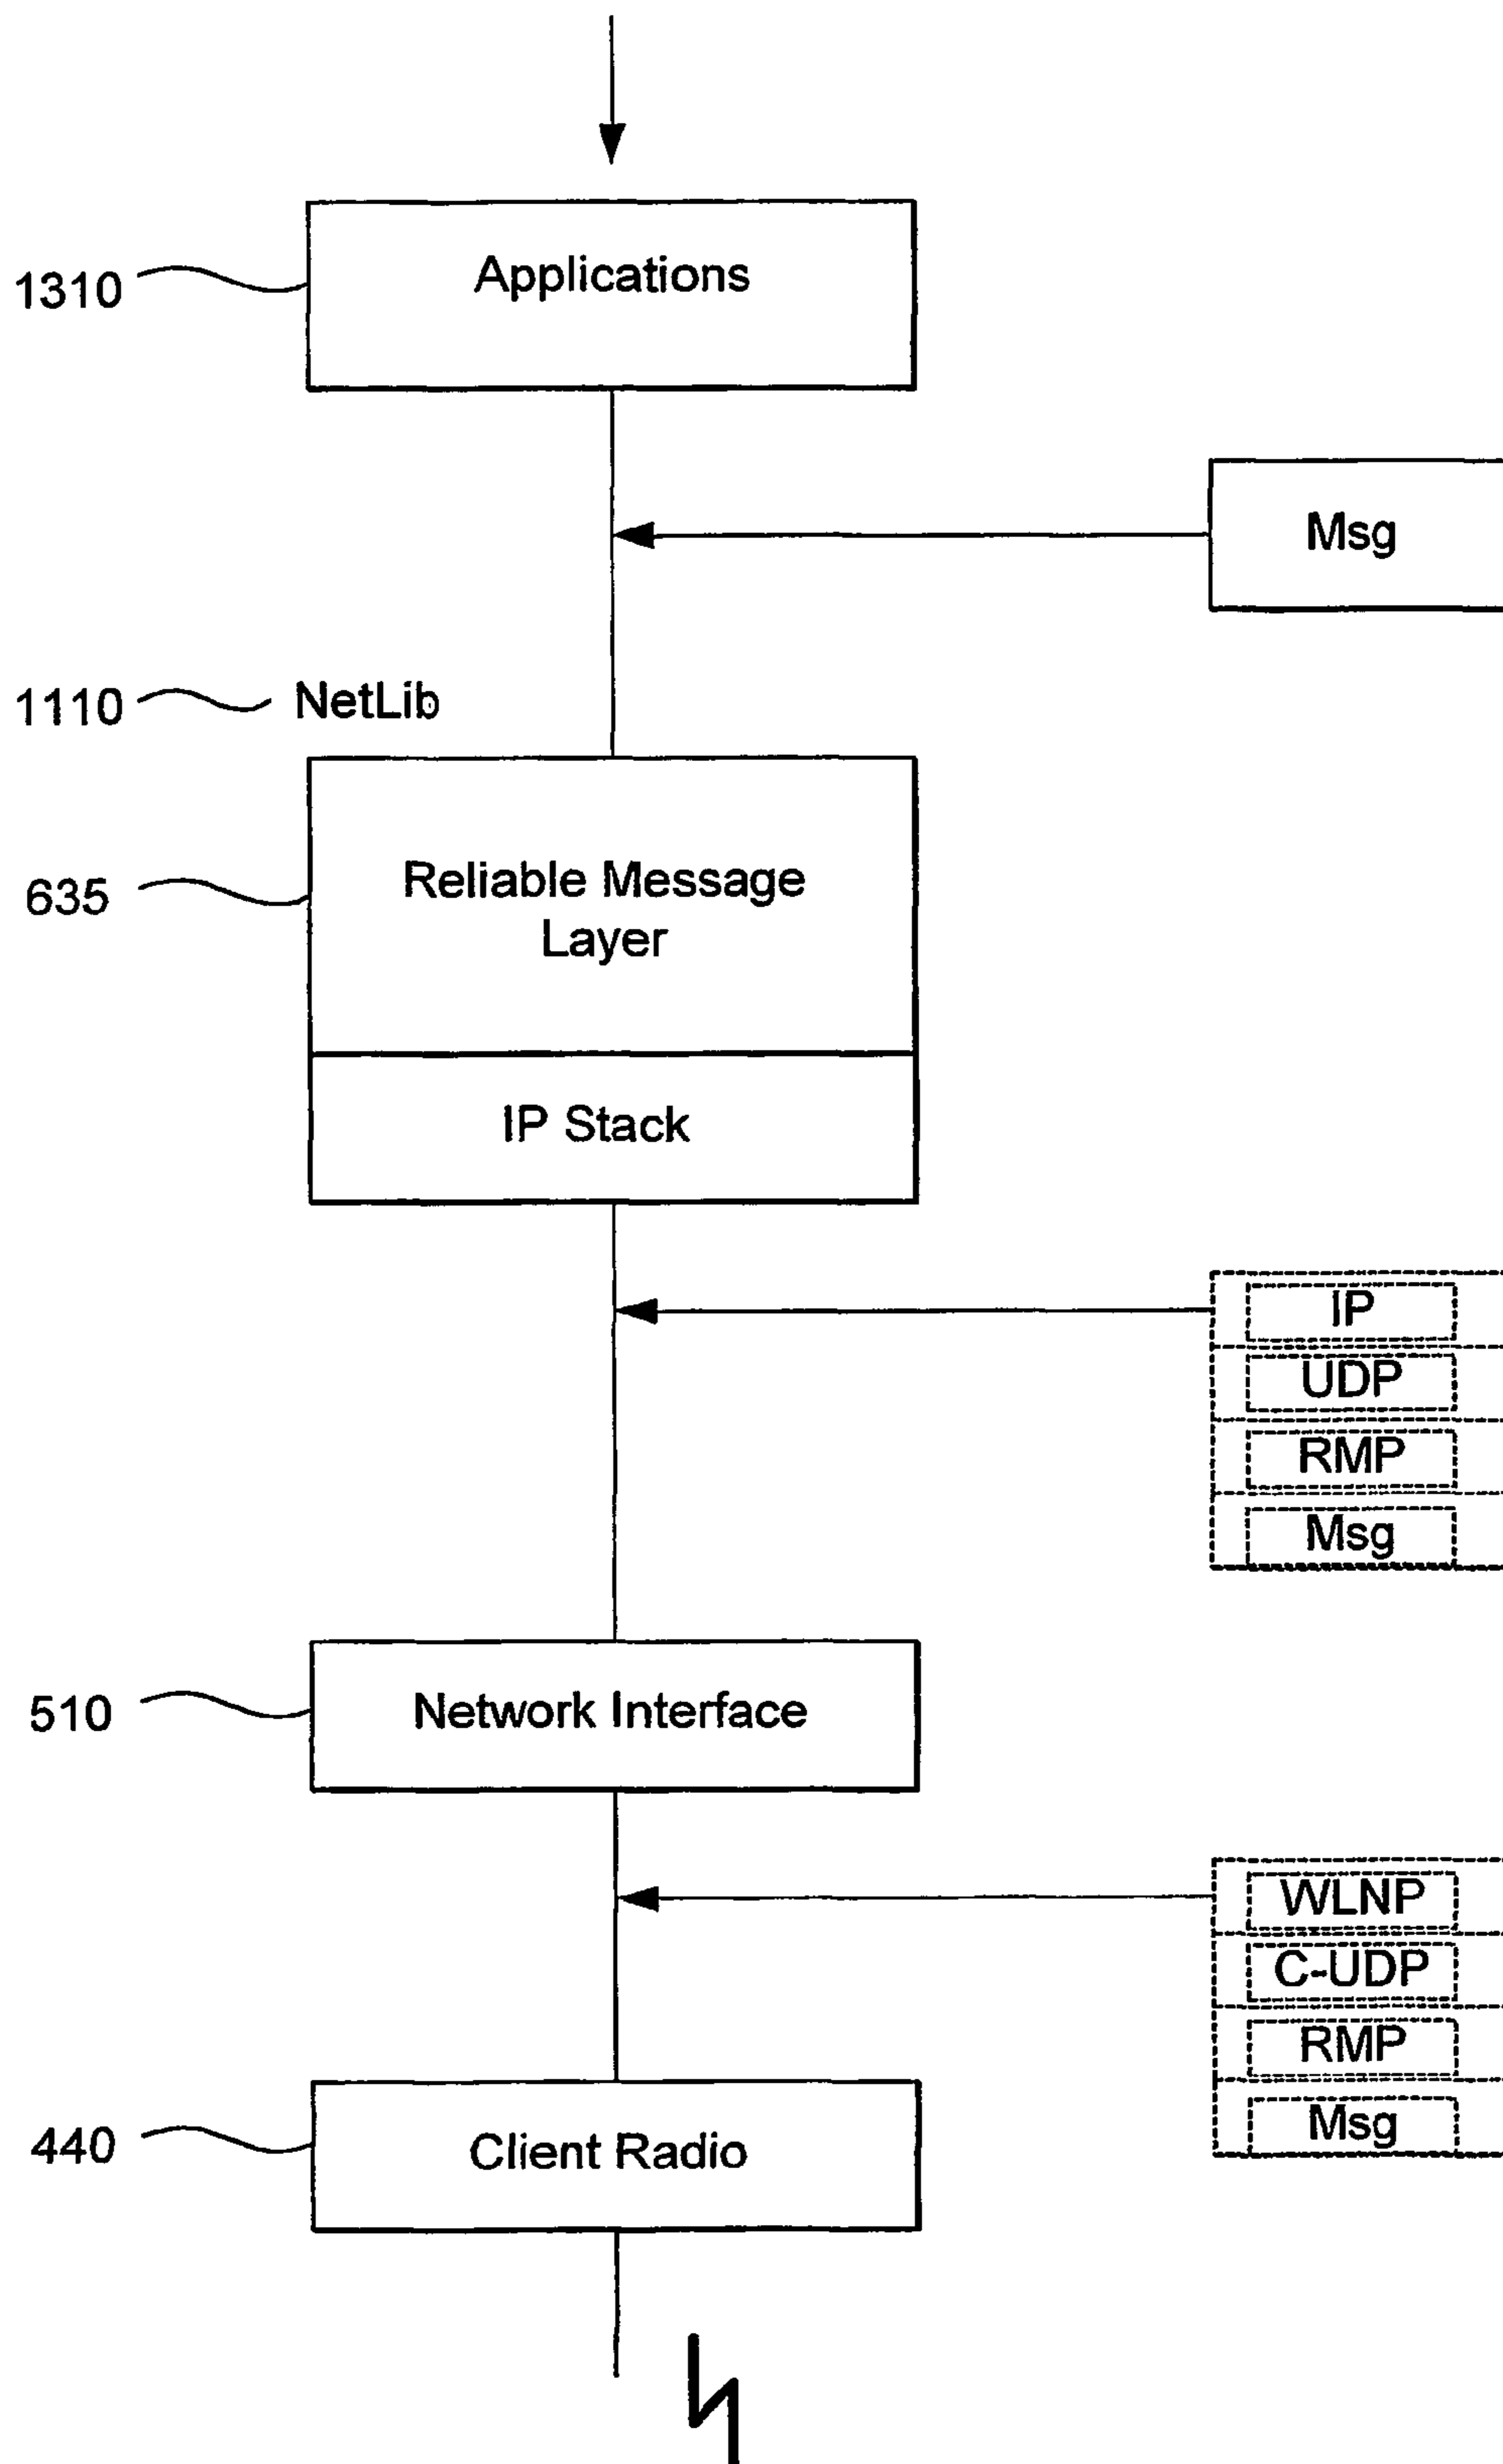 Applications
1310
Msg
1110
NetLib
635
Reliable Message
Layer
IP Stack
IP
UDP
RMP
Msg
510
Network Interface
WLNP
C-UDP
RMP
Msg
440
Client Radio